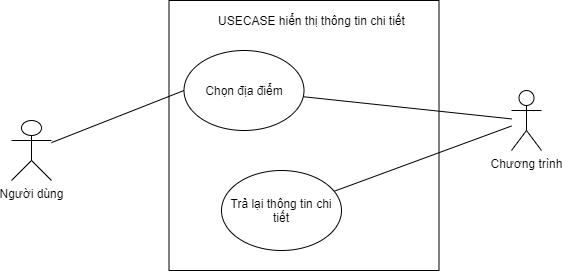 USECASE hiển thị thông tin chi tiết
Chọn địa điểm
Chương trình
Người dùng
Trả lại thông tin chi
tiết